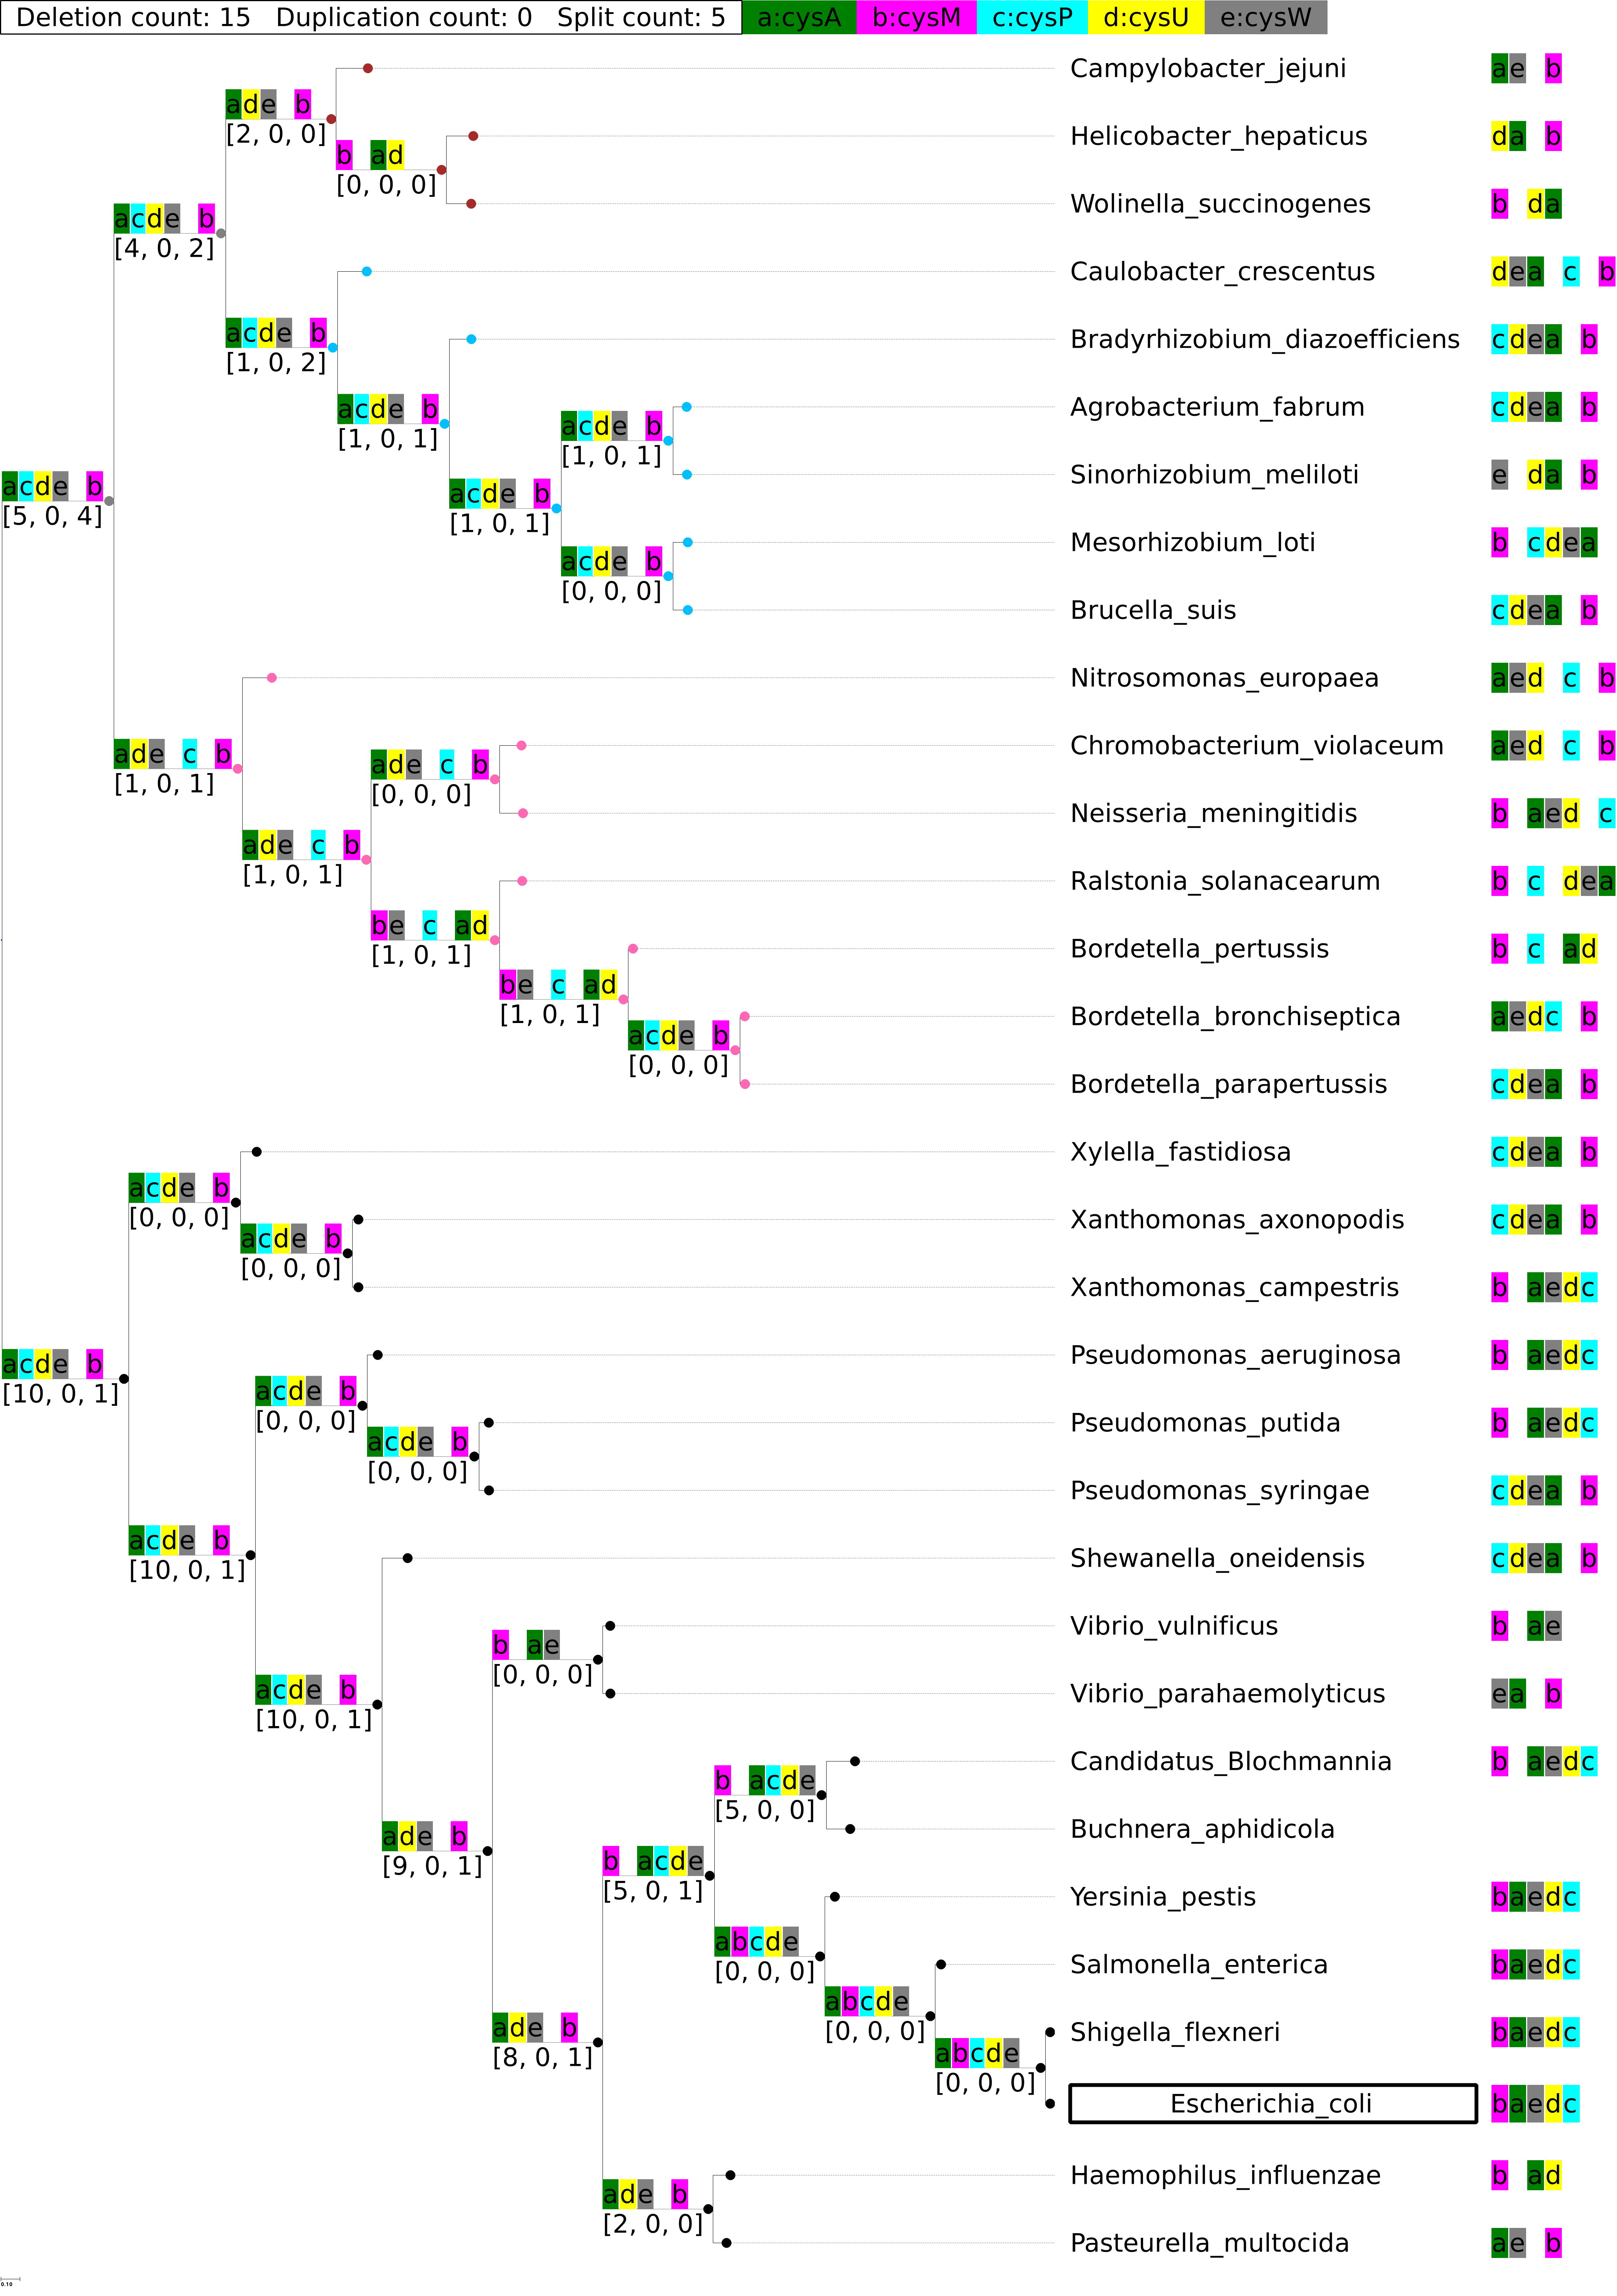 Deletion count: 15 Duplication count: 0 Split count: 5 a:cysA b:cysM c:cysP d:cysU e:cysW
Campylobacter_jejuni ae b
ade b
[2, 0, 0]
Helicobacter_hepaticus da b
b ad
[0, 0, 0]
Wolinella_succinogenes b da
acde b
[4, 0, 2]
Caulobacter_crescentus dea c b
acde b
[1, 0, 2]
Bradyrhizobium_diazoefficiens cdea b
acde b
[1, 0, 1]
Agrobacterium_fabrum cdea b
acde b
[1, 0, 1]
Sinorhizobium_meliloti e da b
acde b
[5, 0, 4]
acde b
[1, 0, 1]
Mesorhizobium_loti b cdea
acde b
[0, 0, 0]
Brucella_suis cdea b
Nitrosomonas_europaea aed c b
ade c b
[1, 0, 1]
Chromobacterium_violaceum aed c b
ade c b
[0, 0, 0]
Neisseria_meningitidis b aed c
ade c b
[1, 0, 1]
Ralstonia_solanacearum b c dea
be c ad
[1, 0, 1]
Bordetella_pertussis b c ad
be c ad
[1, 0, 1]
Bordetella_bronchiseptica aedc b
acde b
[0, 0, 0]
Bordetella_parapertussis cdea b
Xylella_fastidiosa cdea b
acde b
[0, 0, 0]
Xanthomonas_axonopodis cdea b
acde b
[0, 0, 0]
Xanthomonas_campestris b aedc
acde b
[10, 0, 1]
Pseudomonas_aeruginosa b aedc
acde b
[0, 0, 0]
Pseudomonas_putida b aedc
acde b
[0, 0, 0]
Pseudomonas_syringae cdea b
acde b
[10, 0, 1]
Shewanella_oneidensis cdea b
Vibrio_vulnificus b ae
b ae
[0, 0, 0]
Vibrio_parahaemolyticus ea b
acde b
[10, 0, 1]
Candidatus_Blochmannia b aedc
b acde
[5, 0, 0]
Buchnera_aphidicola
ade b
[9, 0, 1]
b acde
[5, 0, 1]
Yersinia_pestis baedc
abcde
[0, 0, 0]
Salmonella_enterica baedc
abcde
[0, 0, 0]
Shigella_flexneri baedc
ade b
[8, 0, 1]
abcde
[0, 0, 0]
Escherichia_coli baedc
Haemophilus_influenzae b ad
ade b
[2, 0, 0]
Pasteurella_multocida ae b
0.10